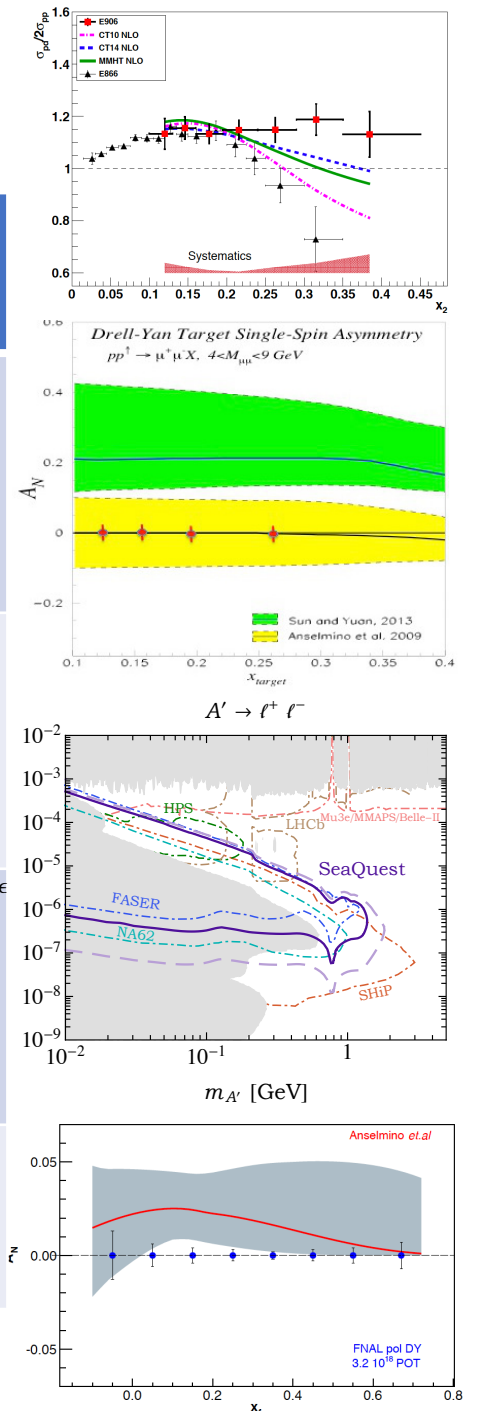 σpd/2σpp
1.6
1.4
1.2
1
0.8
0.6
E906
CT10 NLO
CT14 NLO
MMHT NLO
E866
Systematics
0 0.05 0.1 0.15 0.2 0.25 0.3 0.35 0.4 0.45
x2
Drell-Yan Target Single-Spin Asymmetry
pp↑ → μ+μ-X, 4<Mμμ<9 GeV
AN
0.6
0.4
0.2
0
−0.2
Sun and Yuan, 2013
Anselmino et al. 2009
0.1 0.15 0.2 0.25 0.3 0.35 0.4
xtarget
A′ → ℓ+ ℓ−
10−2
10−3
10−4
10−5
10−6
10−7
10−8
10−9
HPS
LHCb
Mu3e/MMAPS/Belle−II
SeaQuest
FASER
NA62
SHiP
10−2 10−1 1
mA′ [GeV]
Anselmino et.al
0.05
0.00
-0.05
AN
FNAL pol DY
3.2 1018 POT
0.0 0.2 0.4 0.6 0.8